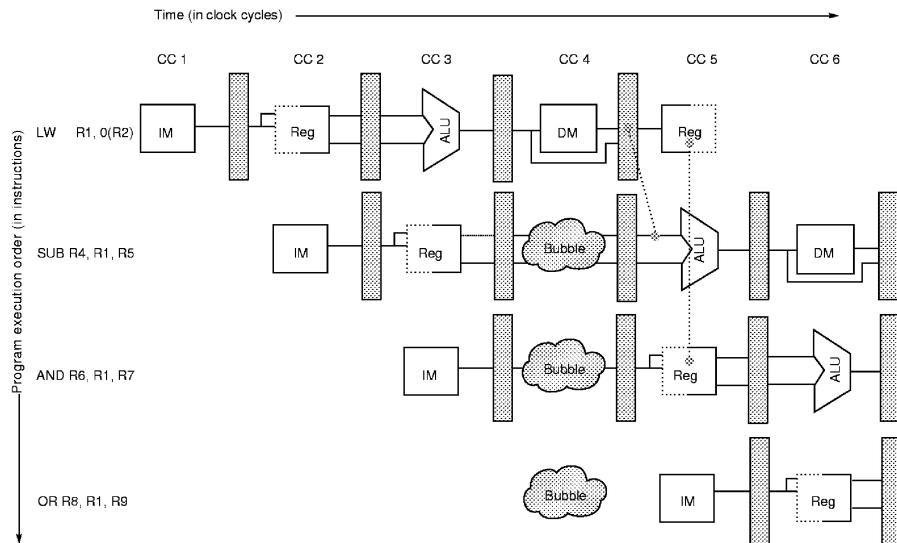 Time (in clock cycles)
CC 1 CC 2 CC 3 CC 4 CC 5 CC 6
Program execution order (in instructions)
LW R1, 0(R2) IM Reg ALU DM Reg
SUB R4, R1, R5 IM Reg Bubble ALU DM
AND R6, R1, R7 IM Bubble Reg ALU
OR R8, R1, R9 Bubble IM Reg